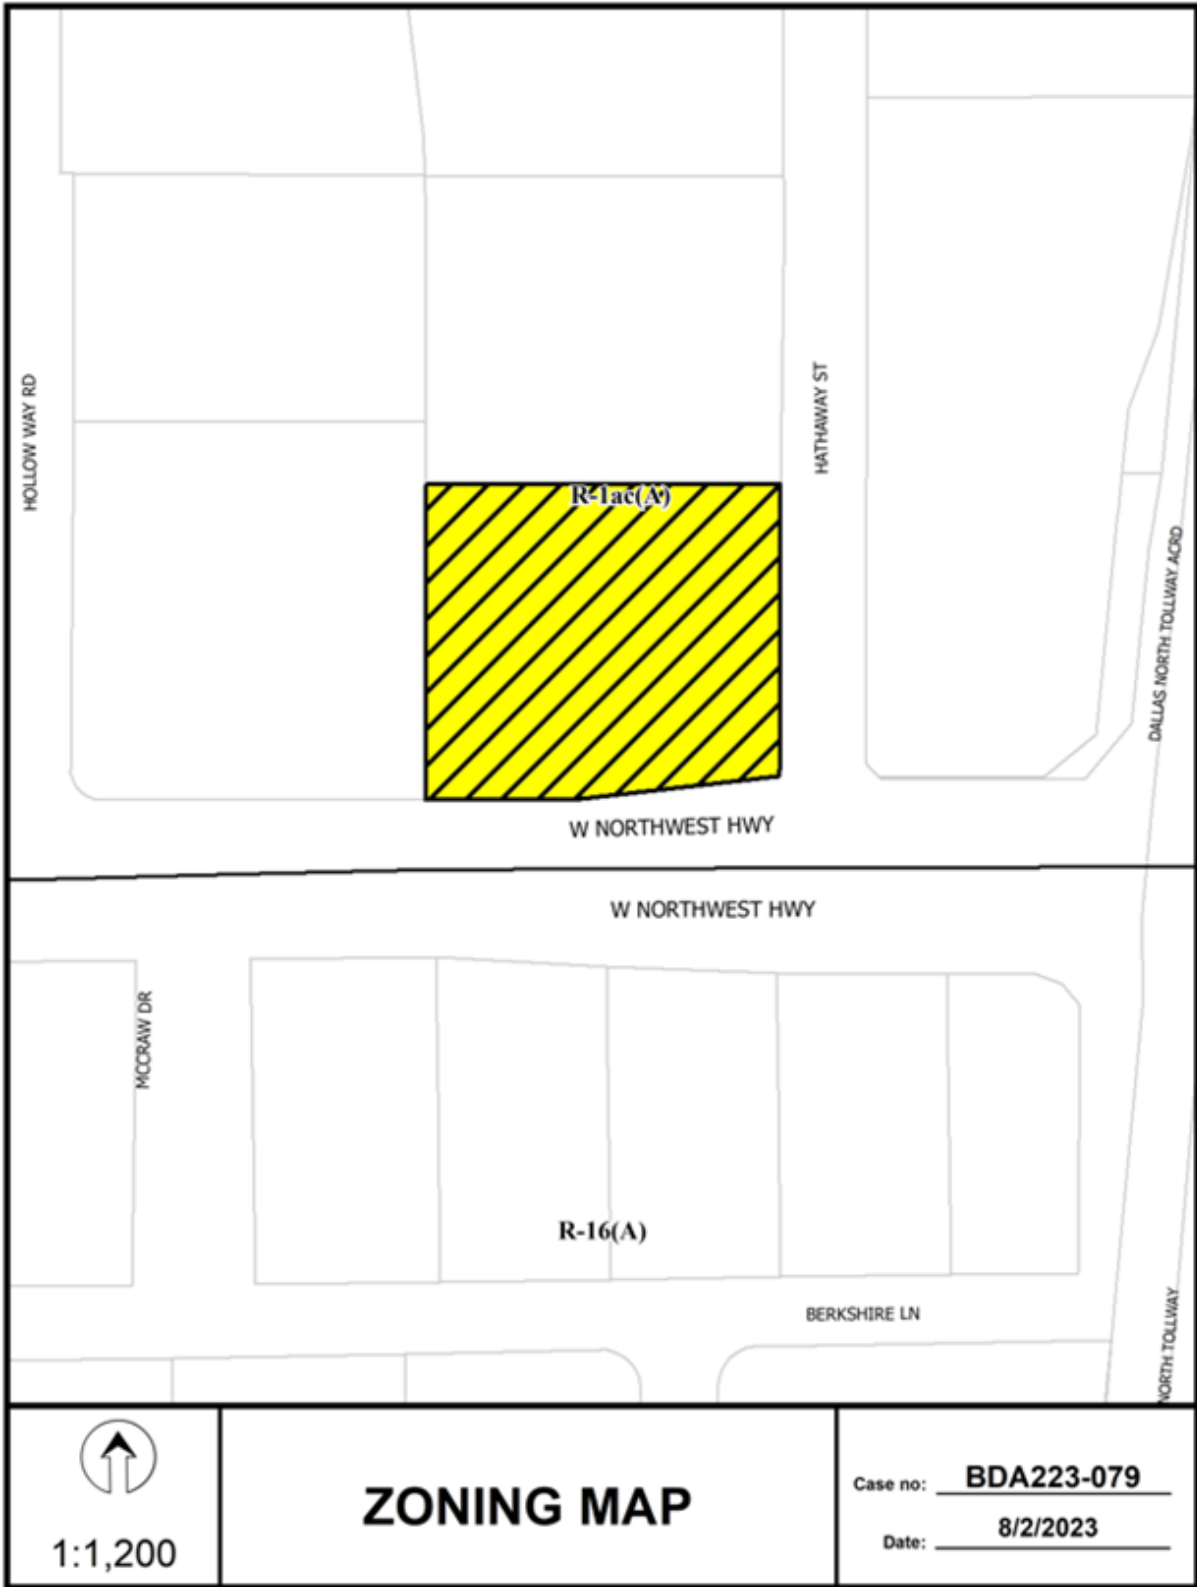 HOLLOW WAY RD
HATHAWAY ST
R-1ac(A)
DALLAS NORTH TOLLWAY ACRD
W NORTHWEST HWY
W NORTHWEST HWY
MCCRAW DR
R-16(A)
BERKSHIRE LN
NORTH TOLLWAY
1:1,200
ZONING MAP
Case no: BDA223-079
Date: 8/2/2023